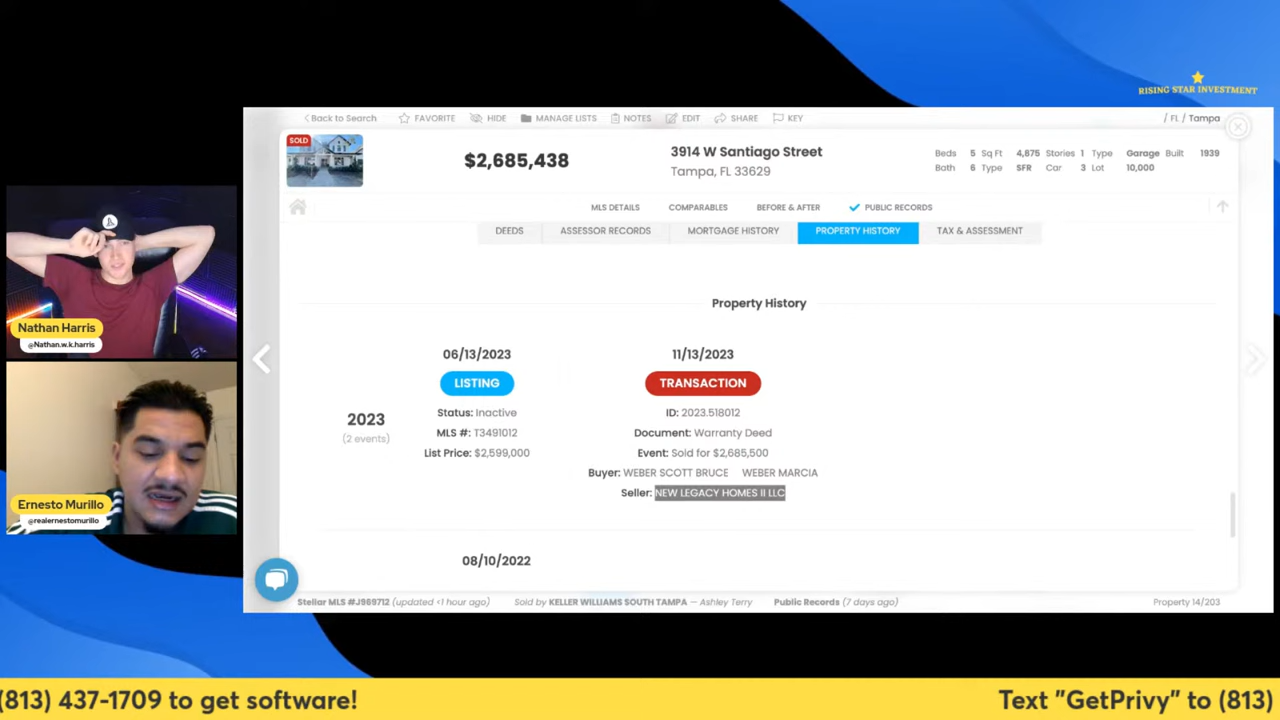 RISING STAR INVESTMENT
Back to Search FAVORITE HIDE MANAGE LISTS NOTES EDIT SHARE KEY / FL / Tampa
SOLD
$2,685,438
3914 W Santiago Street
Tampa, FL 33629
Beds 5 Sq Ft 4,875 Stories 1 Type Garage Built 1939
Bath 6 Type SFR Car 3 Lot 10,000
MLS DETAILS COMPARABLES BEFORE & AFTER PUBLIC RECORDS
DEEDS ASSESSOR RECORDS MORTGAGE HISTORY PROPERTY HISTORY TAX & ASSESSMENT
Property History
2023
(2 events)
06/13/2023
LISTING
Status: Inactive
MLS #: T3491012
List Price: $2,599,000
11/13/2023
TRANSACTION
ID: 2023.518012
Document: Warranty Deed
Event: Sold for $2,685,500
Buyer: WEBER SCOTT BRUCE WEBER MARCIA
Seller: NEW LEGACY HOMES II LLC
08/10/2022
Stellar MLS #J969712 (updated <1 hour ago) Sold by KELLER WILLIAMS SOUTH TAMPA — Ashley Terry Public Records (7 days ago) Property 14/203
Nathan Harris
@Nathan.w.k.harris
Ernesto Murillo
@realernestomurillo
(813) 437-1709 to get software! Text "GetPrivy" to (813)